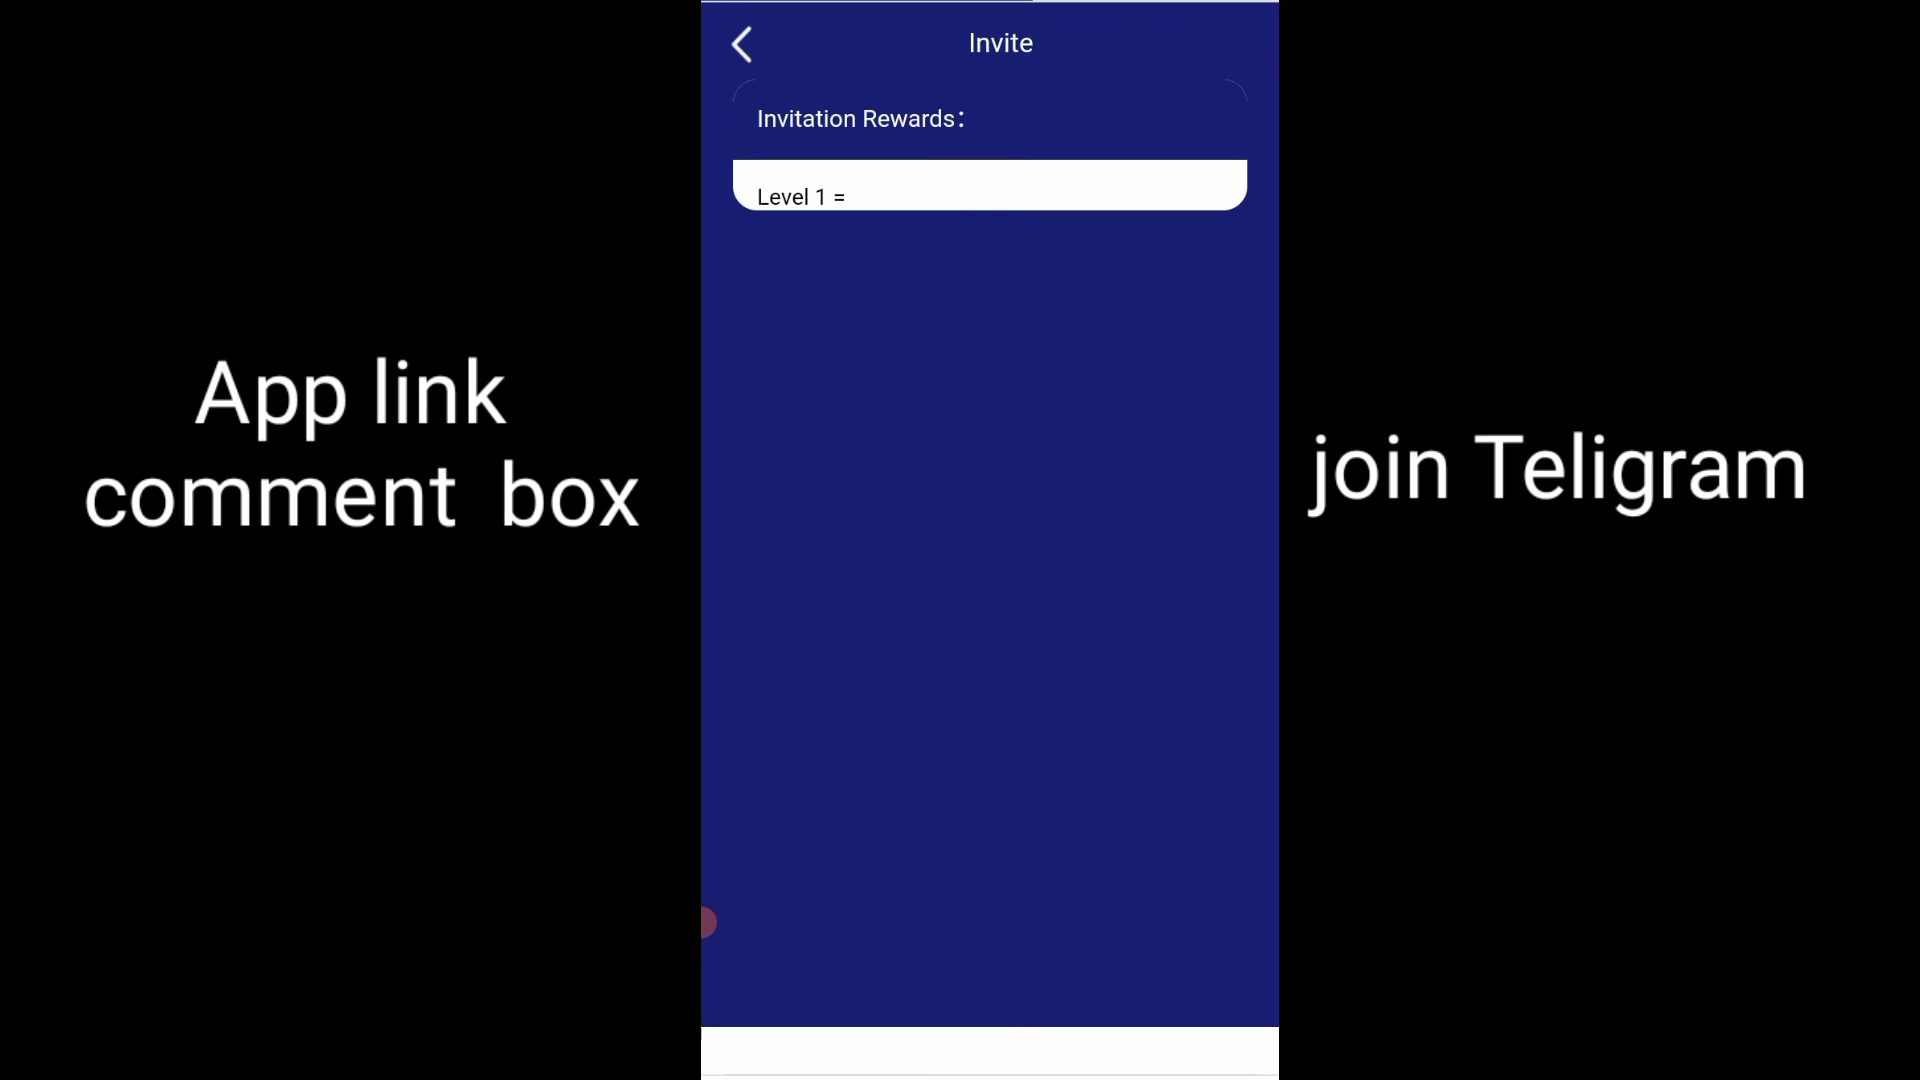 Invite
Invitation Rewards：
Level 1 =
App link
comment box
join Teligram